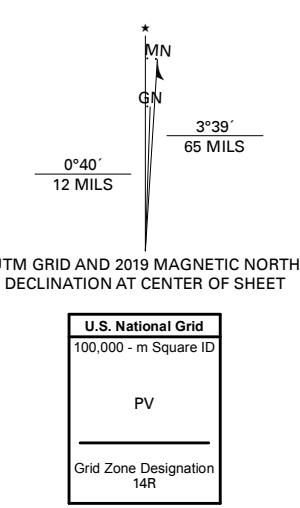 ★
MN
GN
3°39´
65 MILS
0°40´
12 MILS
UTM GRID AND 2019 MAGNETIC NORTH
DECLINATION AT CENTER OF SHEET
U.S. National Grid
100,000 - m Square ID
PV
Grid Zone Designation
14R